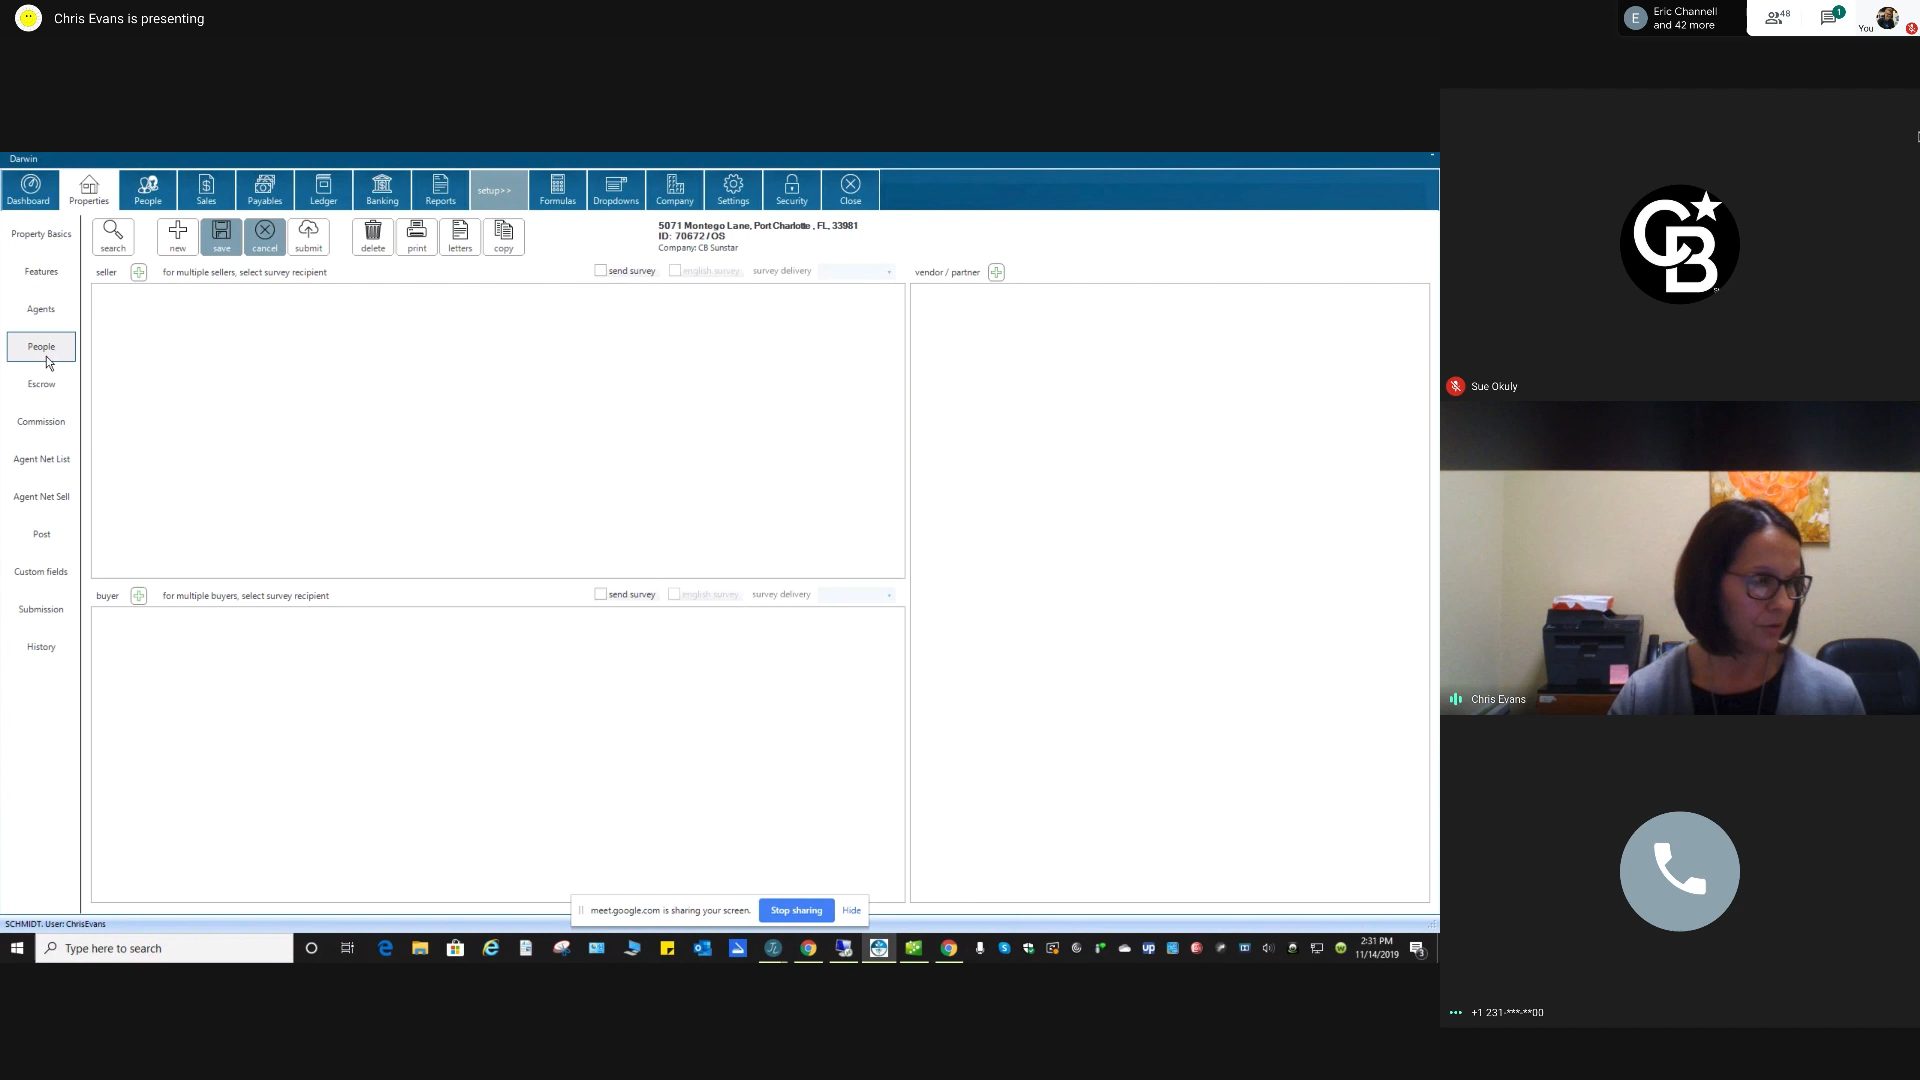 Chris Evans is presenting
E
Eric Channell
and 42 more
48
1
You
Darwin
Dashboard
Properties
People
Sales
Payables
Ledger
Banking
Reports
setup>>
Formulas
Dropdowns
Company
Settings
Security
Close
Property Basics
Features
Agents
People
Escrow
Commission
Agent Net List
Agent Net Sell
Post
Custom fields
Submission
History
search
new
save
cancel
submit
delete
print
letters
copy
5071 Montego Lane, Port Charlotte , FL, 33981
ID: 70672 / OS
Company: CB Sunstar
seller
for multiple sellers, select survey recipient
send survey
english survey
survey delivery
vendor / partner
buyer
for multiple buyers, select survey recipient
send survey
english survey
survey delivery
meet.google.com is sharing your screen.
Stop sharing
Hide
SCHMIDT. User: ChrisEvans
Type here to search
up
2:31 PM
11/14/2019
3
CB
Sue Okuly
Chris Evans
+1 231-***-**00